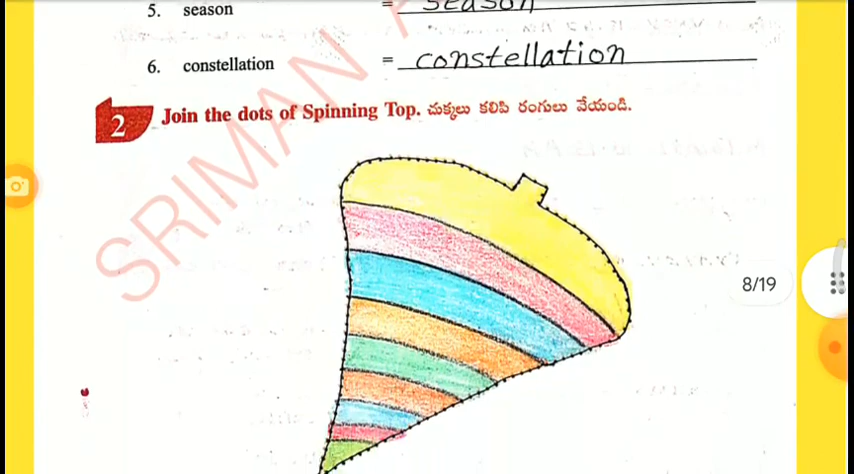 5. season = season
6. constellation = constellation
2 Join the dots of Spinning Top. చుక్కలు కలిపి రంగులు వేయండి.
SRIMAN
8/19